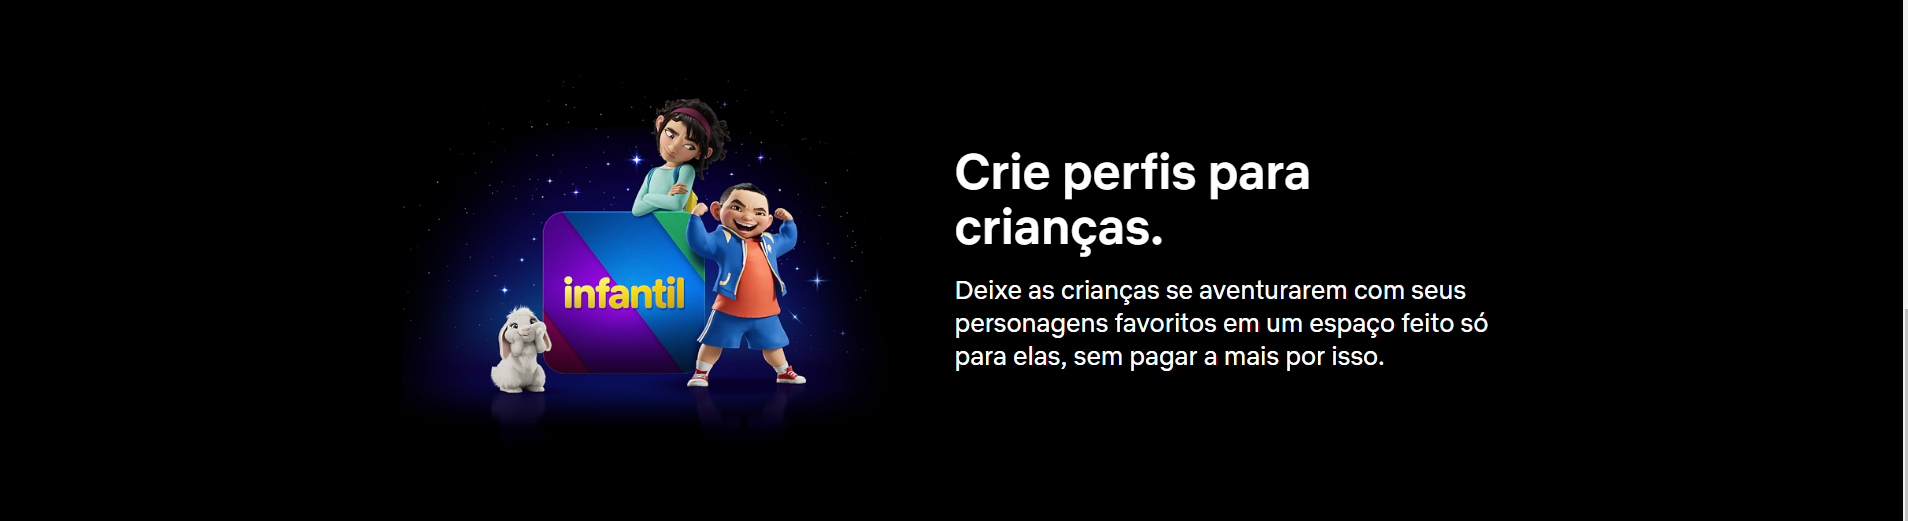 Crie perfis para
crianças.
Deixe as crianças se aventurarem com seus
personagens favoritos em um espaço feito só
para elas, sem pagar a mais por isso.
infantil